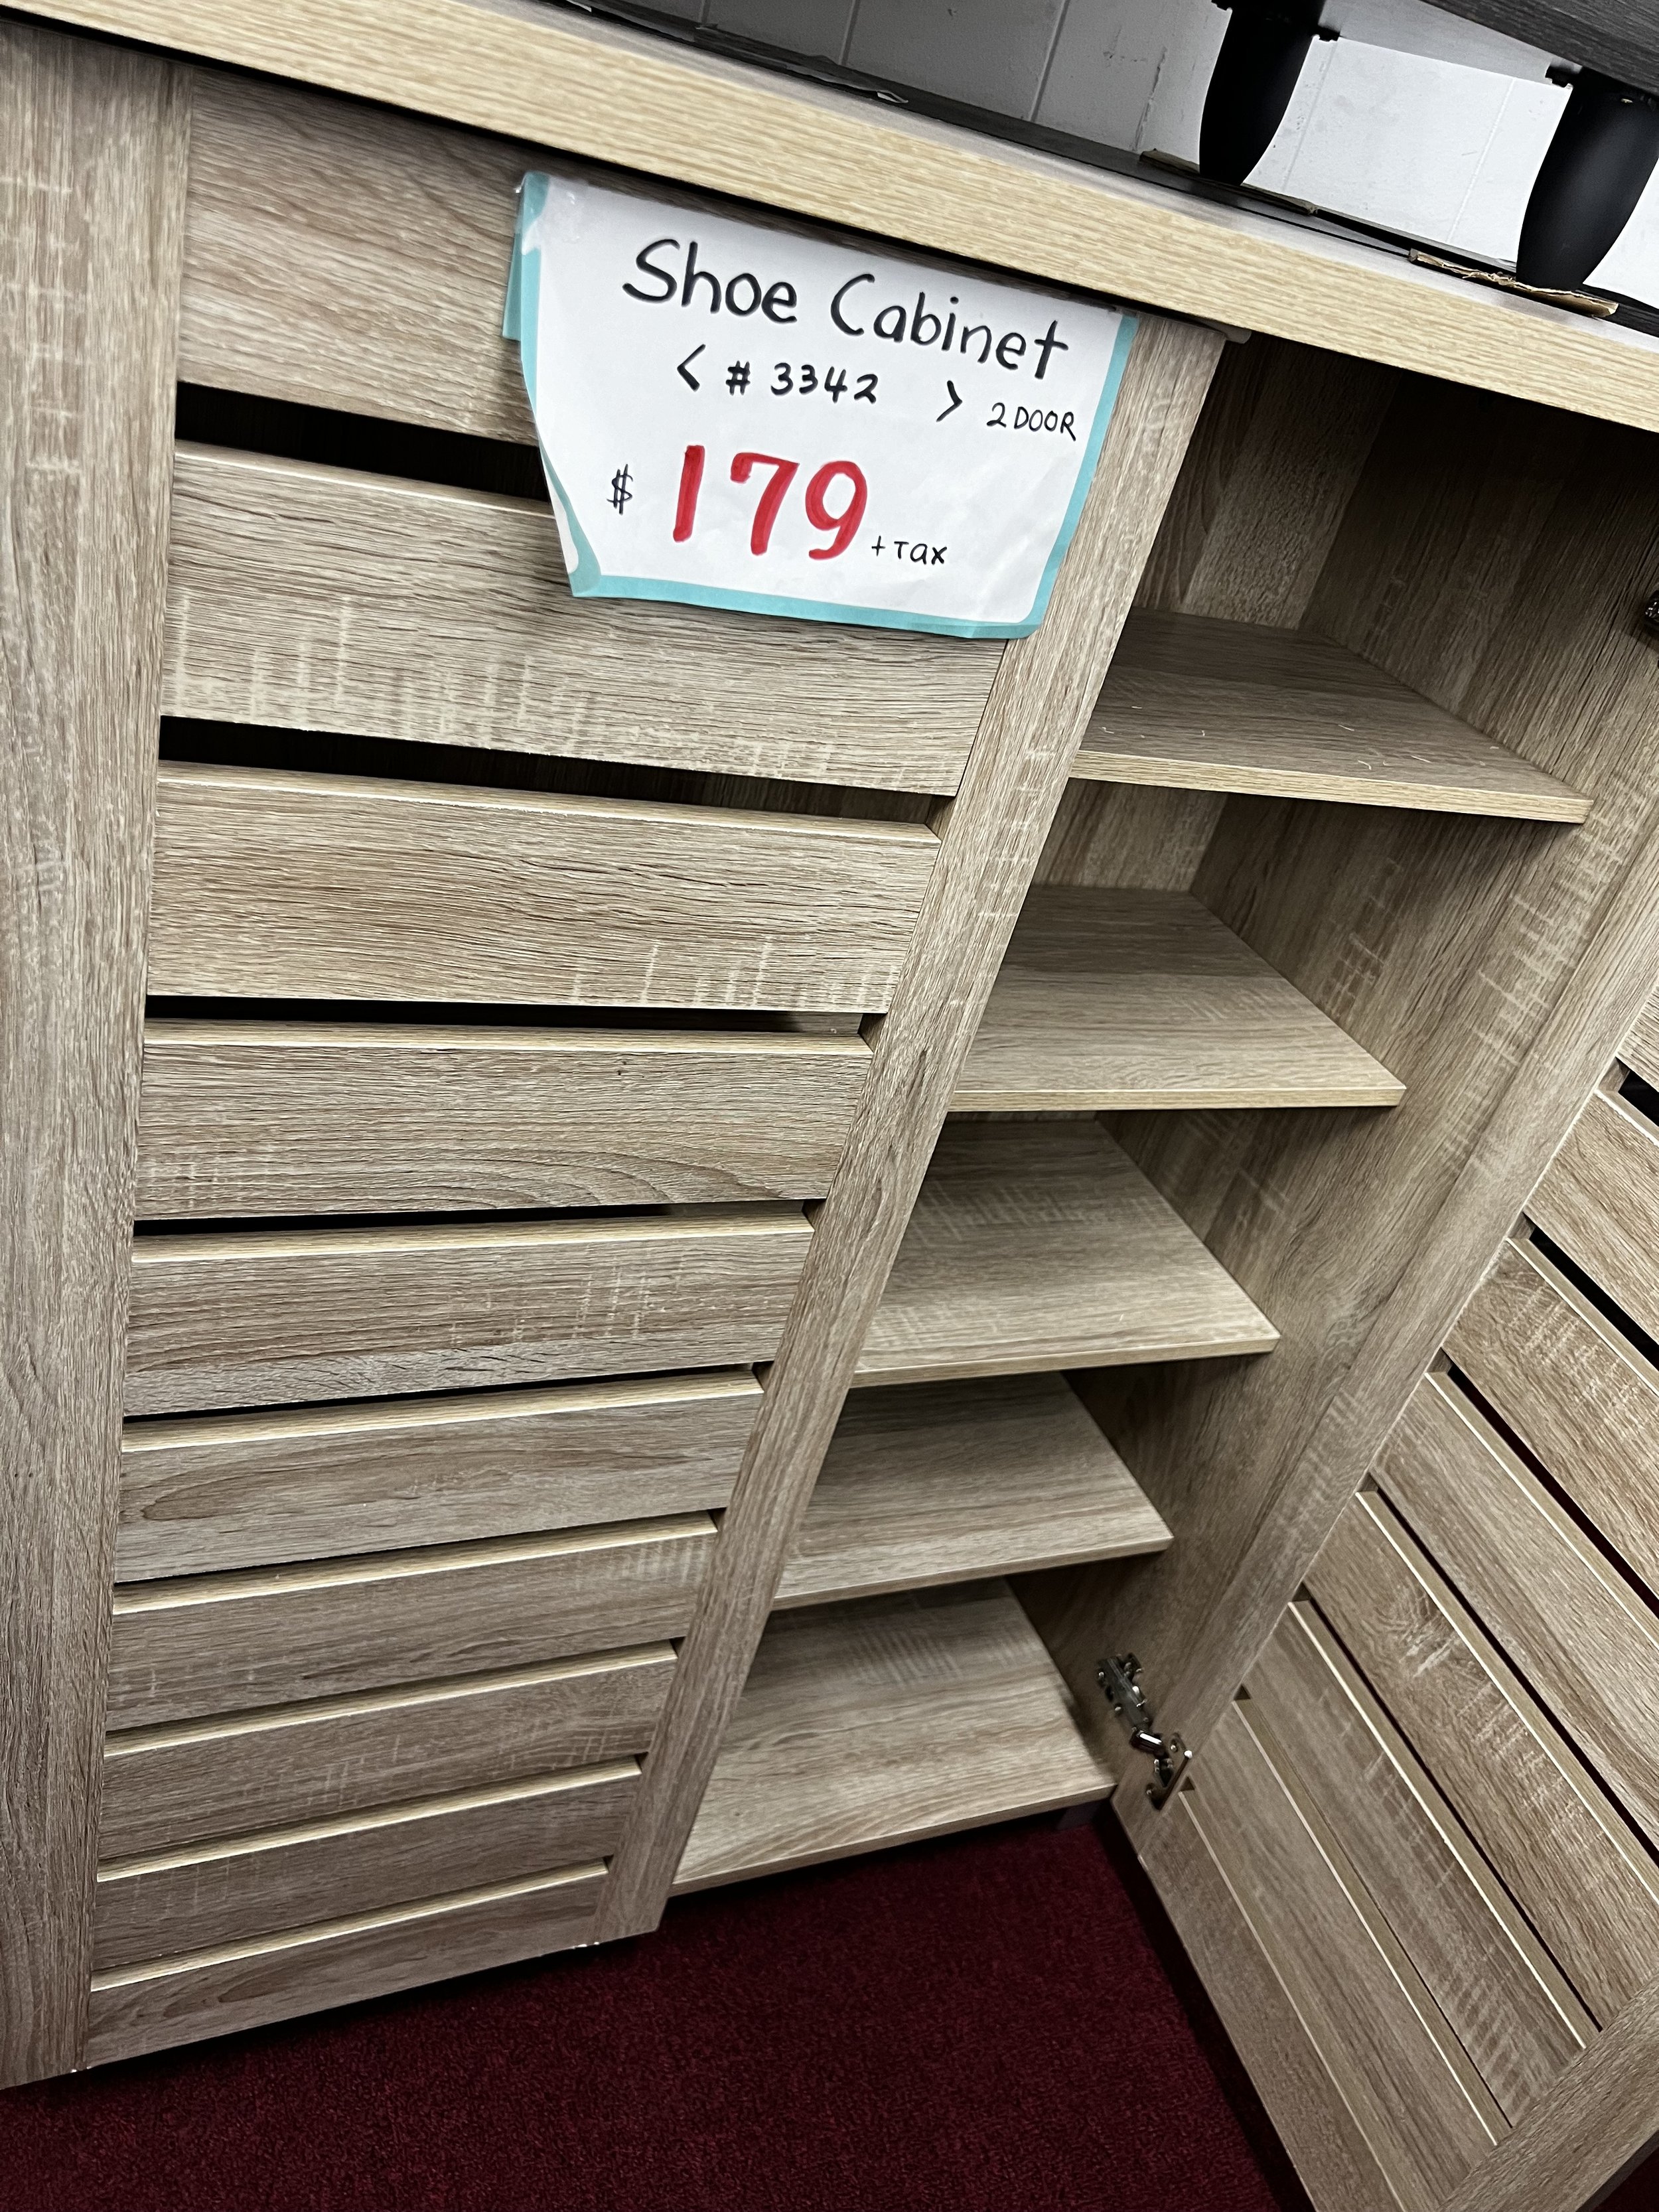 Shoe Cabinet
< # 3342 > 2 DOOR
$ 179 + Tax